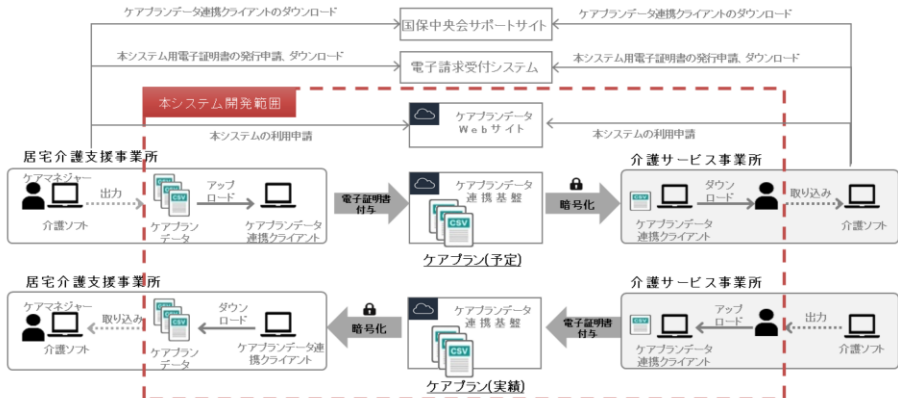 ケアプランデータ連携クライアントのダウンロード
国保中央会サポートサイト
ケアプランデータ連携クライアントのダウンロード
本システム用電子証明書の発行申請、ダウンロード
電子請求受付システム
本システム用電子証明書の発行申請、ダウンロード
本システム開発範囲
本システムの利用申請
ケアプランデータ
Webサイト
本システムの利用申請
居宅介護支援事業所
ケアマネジャー
介護ソフト
出力
CSV
ケアプラン
データ
アップ
ロード
ケアプランデータ
連携クライアント
電子証明書
付与
ケアプランデータ
連携基盤
CSV
ケアプラン(予定)
暗号化
介護サービス事業所
CSV
ケアプランデータ
連携クライアント
ダウン
ロード
取り込み
介護ソフト
居宅介護支援事業所
ケアマネジャー
介護ソフト
取り込み
CSV
ケアプラン
データ
ダウン
ロード
ケアプランデータ連
携クライアント
暗号化
ケアプランデータ
連携基盤
CSV
ケアプラン(実績)
電子証明書
付与
介護サービス事業所
CSV
ケアプランデータ
連携クライアント
アップ
ロード
出力
介護ソフト